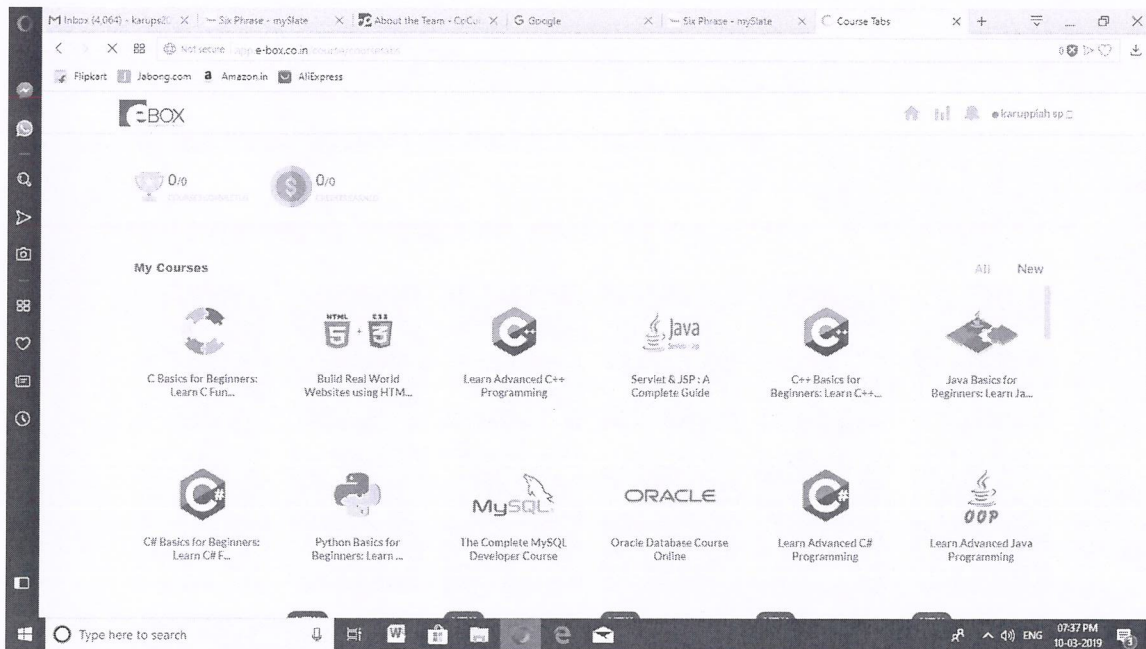 M Inbox (4,064) - karups2 Six Phrase - mySlate About the Team - CoCu G Google Six Phrase - mySlate Course Tabs
Not secure app.e-box.co.in
Flipkart Jabong.com a Amazon.in AliExpress
eBOX karuppiah sp
0/0 0/0
My Courses All New
HTML 5 + CSS 3 C++ Java C++
C Basics for Beginners: Build Real World Learn Advanced C++ Servlet & JSP : A C++ Basics for Java Basics for
Learn C Fun... Websites using HTM... Programming Complete Guide Beginners: Learn C++... Beginners: Learn Ja...
C# MySQL ORACLE C# OOP
C# Basics for Beginners: Python Basics for The Complete MySQL Oracle Database Course Learn Advanced C# Learn Advanced Java
Learn C# F... Beginners: Learn ... Developer Course Online Programming Programming
Type here to search W ENG 07:37 PM
10-03-2019 3